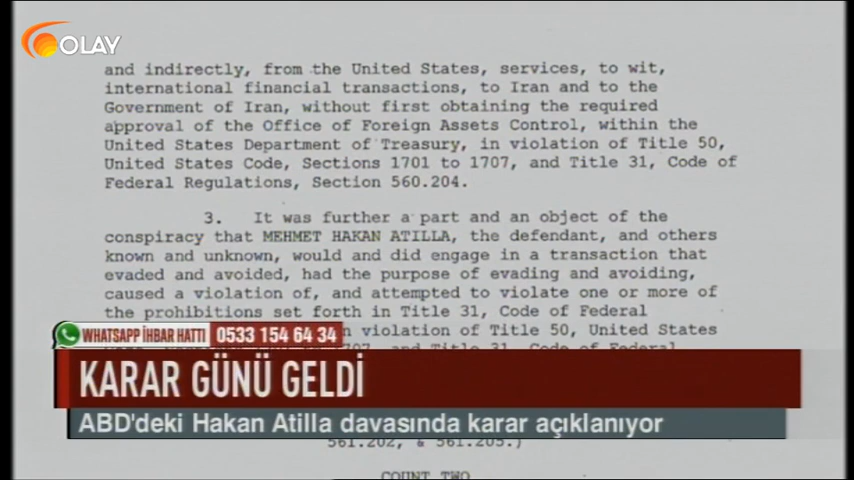 OLAY
and indirectly, from the United States, services, to wit,
international financial transactions, to Iran and to the
Government of Iran, without first obtaining the required
approval of the Office of Foreign Assets Control, within the
United States Department of Treasury, in violation of Title 50,
United States Code, Sections 1701 to 1707, and Title 31, Code of
Federal Regulations, Section 560.204.
3. It was further a part and an object of the
conspiracy that MEHMET HAKAN ATILLA, the defendant, and others
known and unknown, would and did engage in a transaction that
evaded and avoided, had the purpose of evading and avoiding,
caused a violation of, and attempted to violate one or more of
the prohibitions set forth in Title 31, Code of Federal
WHATSAPP İHBAR HATTI 0533 154 64 34
in violation of Title 50, United States
707, and Title 31, Code of Federal
KARAR GÜNÜ GELDİ
ABD'deki Hakan Atilla davasında karar açıklanıyor
561.202, & 561.205.)
COUNT TWO